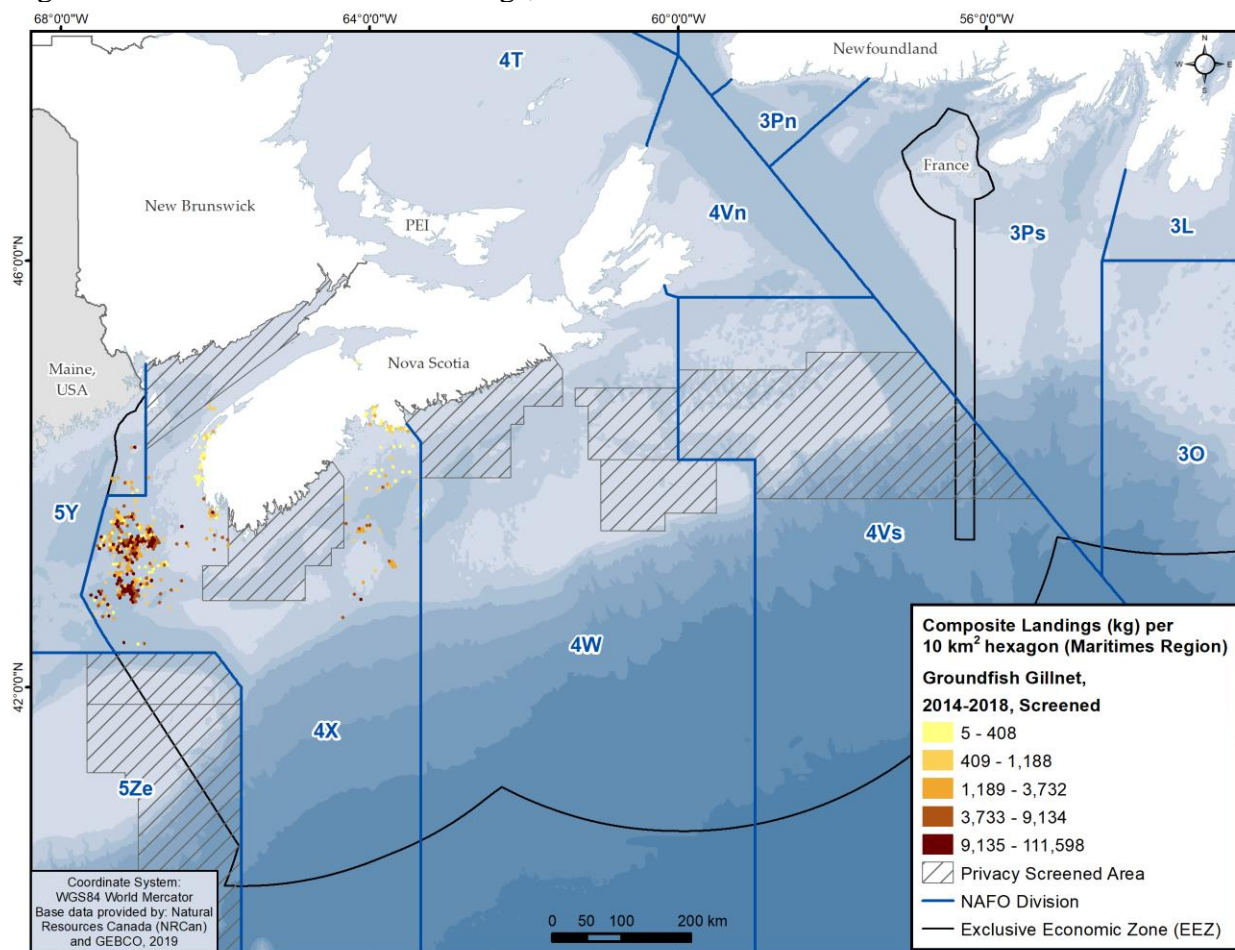 68°0'0"W
64°0'0"W
60°0'0"W
56°0'0"W
4T
Newfoundland
N
W
E
S
3Pn
France
New Brunswick
PEI
4Vn
3Ps
3L
46°0'0"N
Maine,
USA
Nova Scotia
3O
5Y
4Vs
4W
42°0'0"N
4X
5Ze
Composite Landings (kg) per
10 km² hexagon (Maritimes Region)
Groundfish Gillnet,
2014-2018, Screened
5 - 408
409 - 1,188
1,189 - 3,732
3,733 - 9,134
9,135 - 111,598
Privacy Screened Area
NAFO Division
Exclusive Economic Zone (EEZ)
Coordinate System:
WGS84 World Mercator
Base data provided by: Natural
Resources Canada (NRCan)
and GEBCO, 2019
0 50 100 200 km